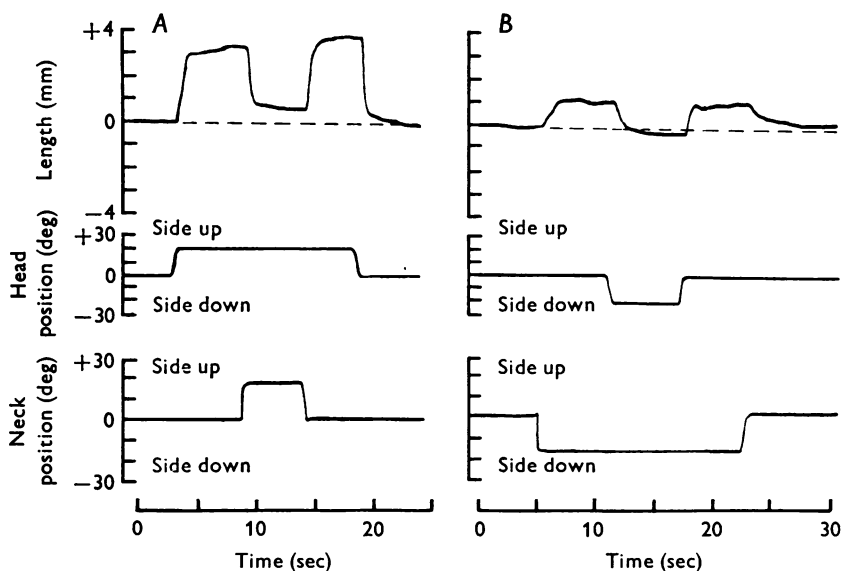 A
B
+4
0
−4
Length (mm)
Side up
Side up
+30
0
−30
Head
position (deg)
Side down
Side down
+30
0
−30
Neck
position (deg)
Side up
Side up
Side down
Side down
0 10 20
0 10 20 30
Time (sec)
Time (sec)